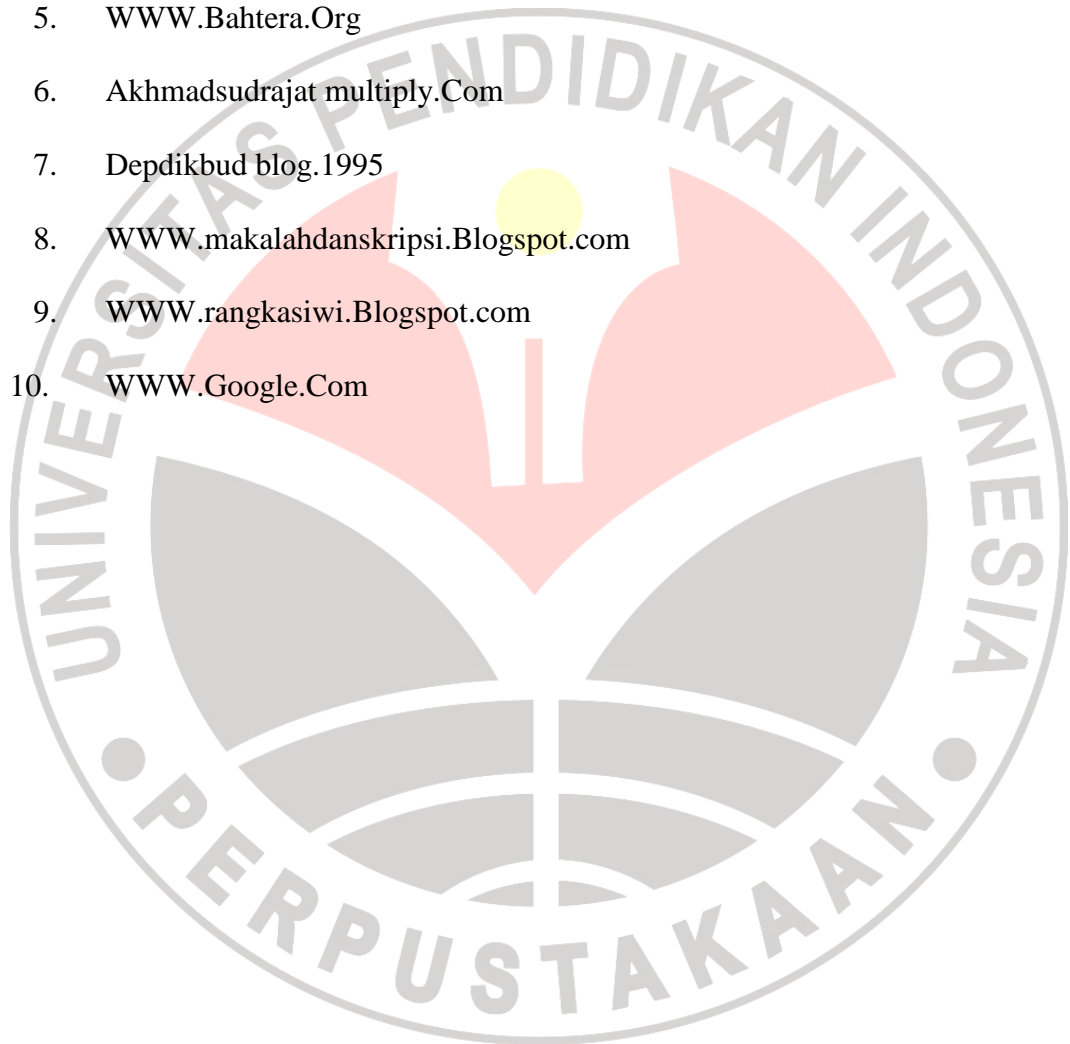 5. WWW.Bahtera.Org
6. Akhmadsudrajat multiply.Com
7. Depdikbud blog.1995
8. WWW.makalahdanskripsi.Blogspot.com
9. WWW.rangkasiwi.Blogspot.com
10. WWW.Google.Com
UNIVERSITAS PENDIDIKAN INDONESIA
PERPUSTAKAAN